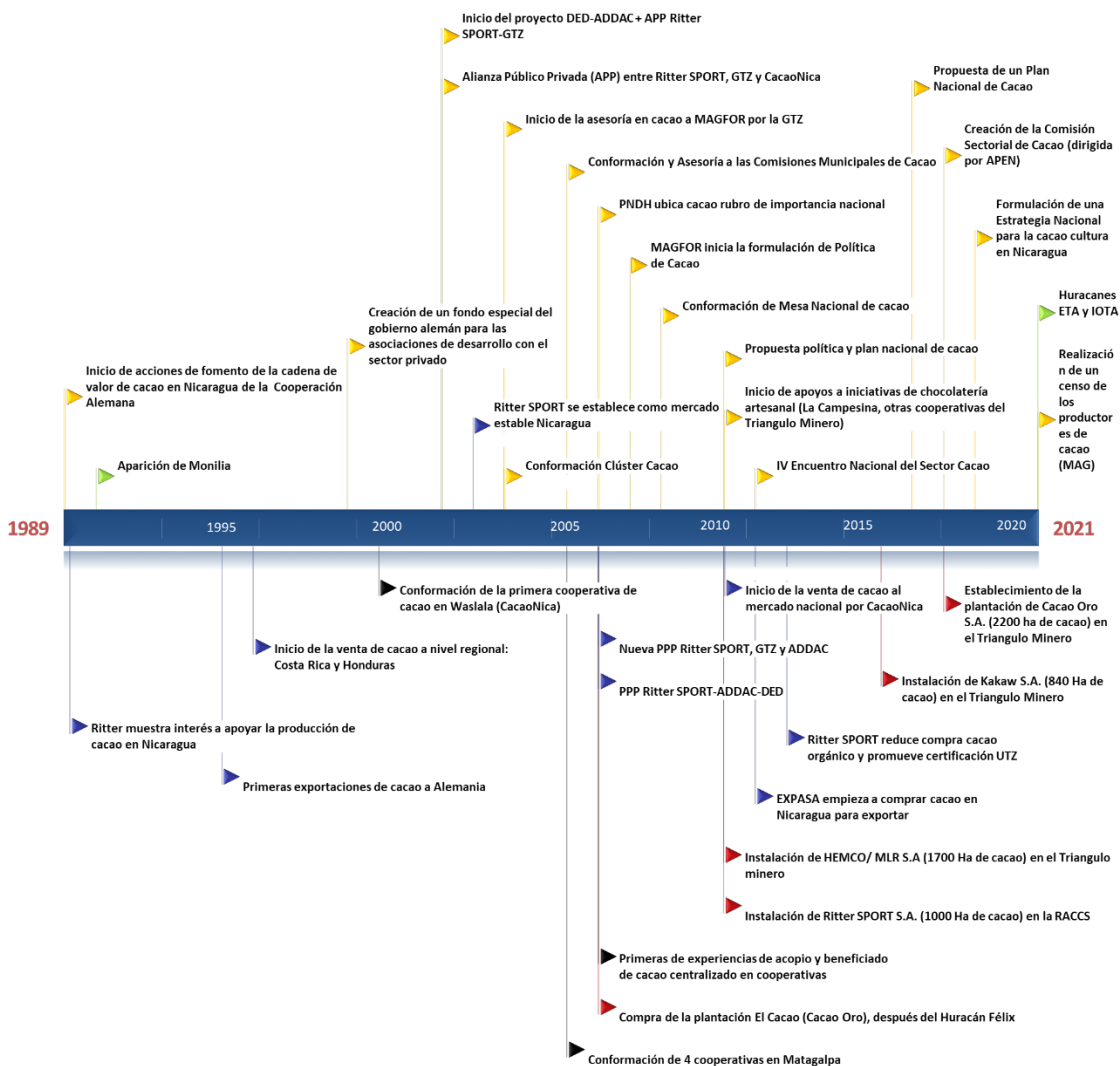 Inicio del proyecto DED-ADDAC + APP Ritter
SPORT-GTZ
Alianza Público Privada (APP) entre Ritter SPORT, GTZ y CacaoNica
Propuesta de un Plan
Nacional de Cacao
Inicio de la asesoría en cacao a MAGFOR por la GTZ
Creación de la Comisión
Sectorial de Cacao (dirigida
por APEN)
Conformación y Asesoría a las Comisiones Municipales de Cacao
PNDH ubica cacao rubro de importancia nacional
Formulación de una
Estrategia Nacional
para la cacao cultura
en Nicaragua
MAGFOR inicia la formulación de Política
de Cacao
Huracanes
ETA y IOTA
Conformación de Mesa Nacional de cacao
Creación de un fondo especial del
gobierno alemán para las
asociaciones de desarrollo con el
sector privado
Propuesta política y plan nacional de cacao
Realizació
n de un
censo de
los
productor
es de
cacao
(MAG)
Inicio de acciones de fomento de la cadena de
valor de cacao en Nicaragua de la Cooperación
Alemana
Inicio de apoyos a iniciativas de chocolatería
artesanal (La Campesina, otras cooperativas del
Triangulo Minero)
Ritter SPORT se establece como mercado
estable Nicaragua
Aparición de Monilia
Conformación Clúster Cacao
IV Encuentro Nacional del Sector Cacao
1989
1995
2000
2005
2010
2015
2020
2021
Conformación de la primera cooperativa de
cacao en Waslala (CacaoNica)
Inicio de la venta de cacao al
mercado nacional por CacaoNica
Establecimiento de la
plantación de Cacao Oro
S.A. (2200 ha de cacao) en
el Triangulo Minero
Inicio de la venta de cacao a nivel regional:
Costa Rica y Honduras
Nueva PPP Ritter SPORT, GTZ y ADDAC
PPP Ritter SPORT-ADDAC-DED
Instalación de Kakaw S.A. (840 Ha de
cacao) en el Triangulo Minero
Ritter muestra interés a apoyar la producción de
cacao en Nicaragua
Ritter SPORT reduce compra cacao
orgánico y promueve certificación UTZ
Primeras exportaciones de cacao a Alemania
EXPASA empieza a comprar cacao en
Nicaragua para exportar
Instalación de HEMCO/ MLR S.A (1700 Ha de cacao) en el Triangulo
minero
Instalación de Ritter SPORT S.A. (1000 Ha de cacao) en la RACCS
Primeras de experiencias de acopio y beneficiado
de cacao centralizado en cooperativas
Compra de la plantación El Cacao (Cacao Oro), después del Huracán Félix
Conformación de 4 cooperativas en Matagalpa